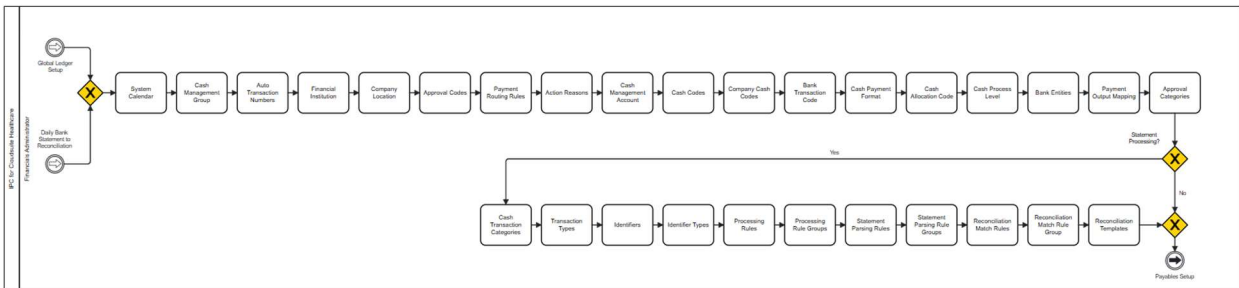 IPC for Cloudsuite Healthcare
Financials Administrator
Global Ledger
Setup
Daily Bank
Statement to
Reconciliation
System
Calendar
Cash
Management
Group
Auto
Transaction
Numbers
Financial
Institution
Company
Location
Approval Codes
Payment
Routing Rules
Action Reasons
Cash
Management
Account
Cash Codes
Company Cash
Codes
Bank
Transaction
Code
Cash Payment
Format
Cash
Allocation Code
Cash Process
Level
Bank Entities
Payment
Output Mapping
Approval
Categories
Statement
Processing?
Yes
No
Cash
Transaction
Categories
Transaction
Types
Identifiers
Identifier Types
Processing
Rules
Processing
Rule Groups
Statement
Parsing Rules
Statement
Parsing Rule
Groups
Reconciliation
Match Rules
Reconciliation
Match Rule
Group
Reconciliation
Templates
Payables Setup